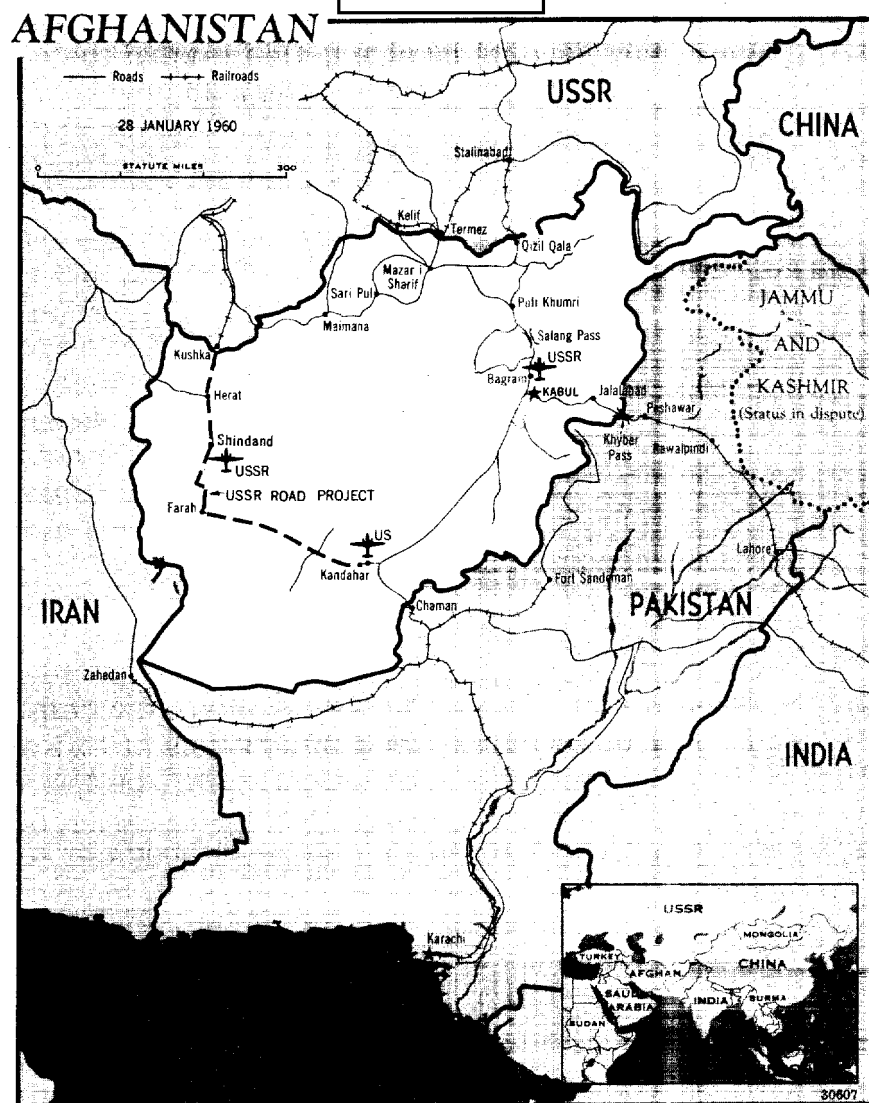 AFGHANISTAN
Roads Railroads
28 JANUARY 1960
STATUTE MILES
0 300
USSR
CHINA
Stalinabad
Kelif
Termez
Qizil Qala
Mazar i
Sharif
Sari Pul
Maimana
Puli Khumri
Salang Pass
USSR
Bagram
KABUL
Jalalabad
Peshawar
Khyber
Pass
Rawalpindi
JAMMU
AND
KASHMIR
(Status in dispute)
Kushka
Herat
Shindand
USSR
USSR ROAD PROJECT
Farah
US
Kandahar
Lahore
Chaman
Fort Sandeman
PAKISTAN
IRAN
Zahedan
INDIA
Karachi
USSR
MONGOLIA
TURKEY
CHINA
AFGHAN.
SAUDI
ARABIA
INDIA
BURMA
SUDAN
30607